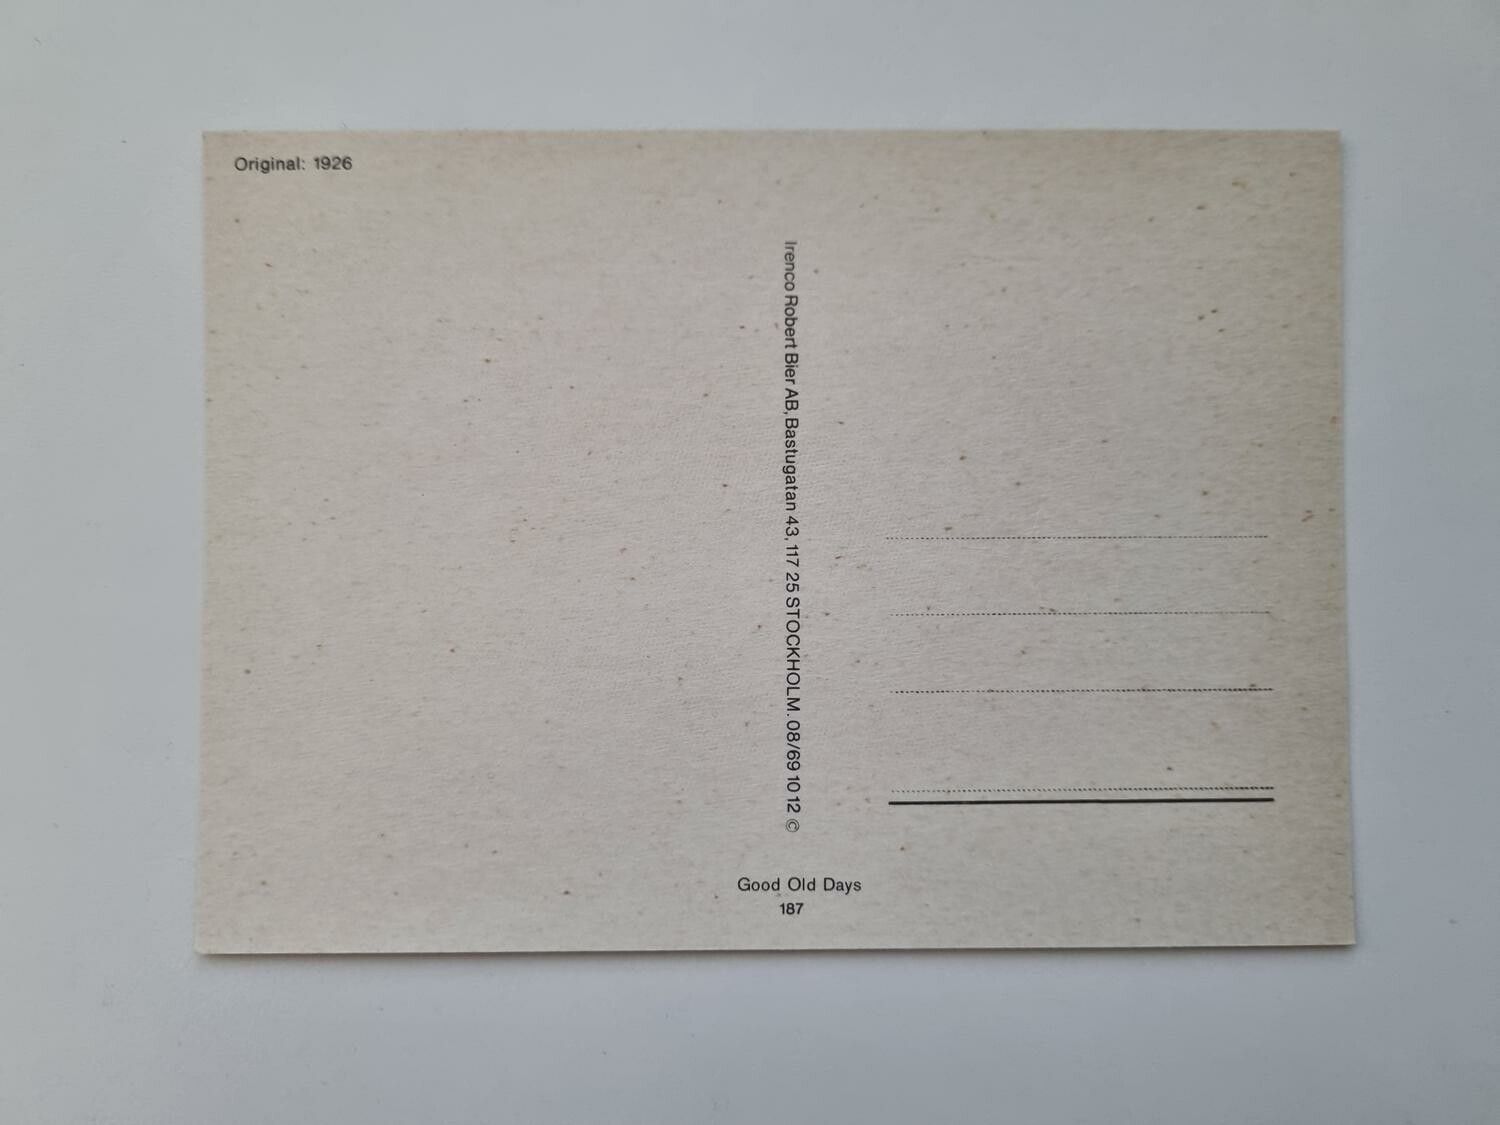 Original: 1926
Irenco Robert Bier AB, Bastugatan 43, 117 25 STOCKHOLM. 08/69 10 12 ©
Good Old Days
187